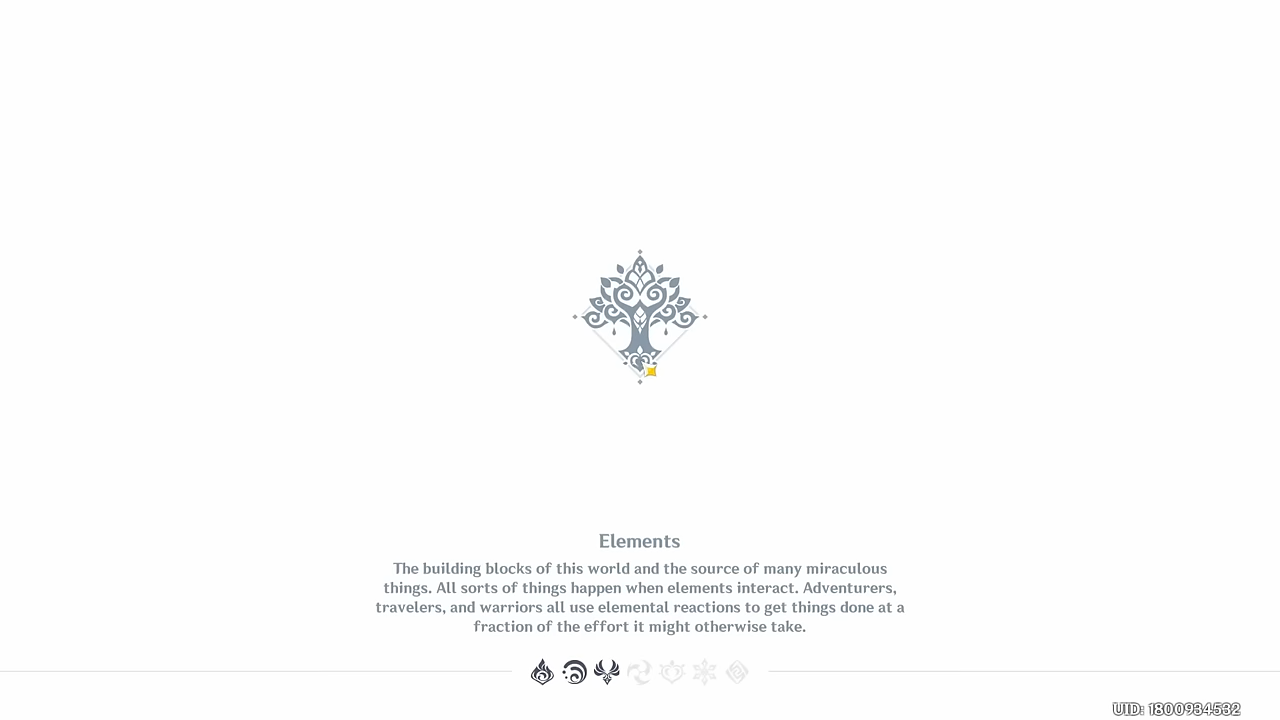 Elements
The building blocks of this world and the source of many miraculous
things. All sorts of things happen when elements interact. Adventurers,
travelers, and warriors all use elemental reactions to get things done at a
fraction of the effort it might otherwise take.
UID: 1800934532